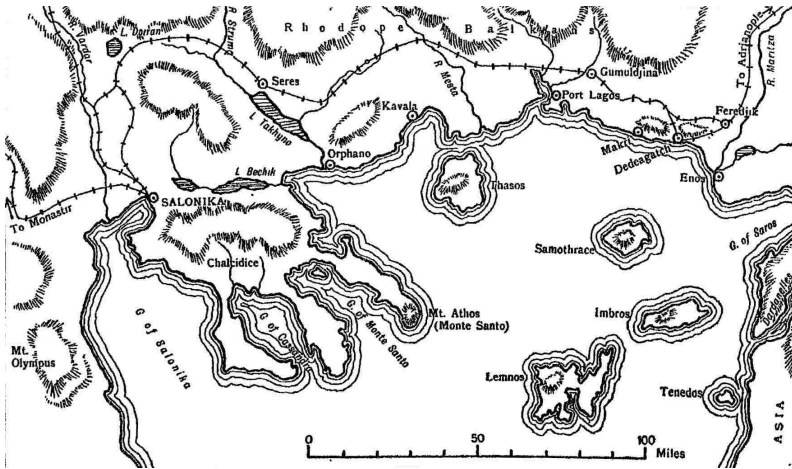 R. Vardar
L. Doiran
R. Struma
Rhodope Balkans
To Adrianople
R. Maritza
Seres
R. Mesta
Gumuldjina
Port Lagos
Kavala
L. Takhyno
Feredjik
Makri
Dedeagatch
Orphano
L. Bechik
Enos
SALONIKA
Thasos
To Monastir
Samothrace
G. of Saros
Chalcidice
Dardanelles
G. of Salonika
G. of Cassandra
G. of Monte Santo
Mt. Athos
(Monte Santo)
Imbros
Mt.
Olympus
Lemnos
Tenedos
ASIA
0 50 100
Miles